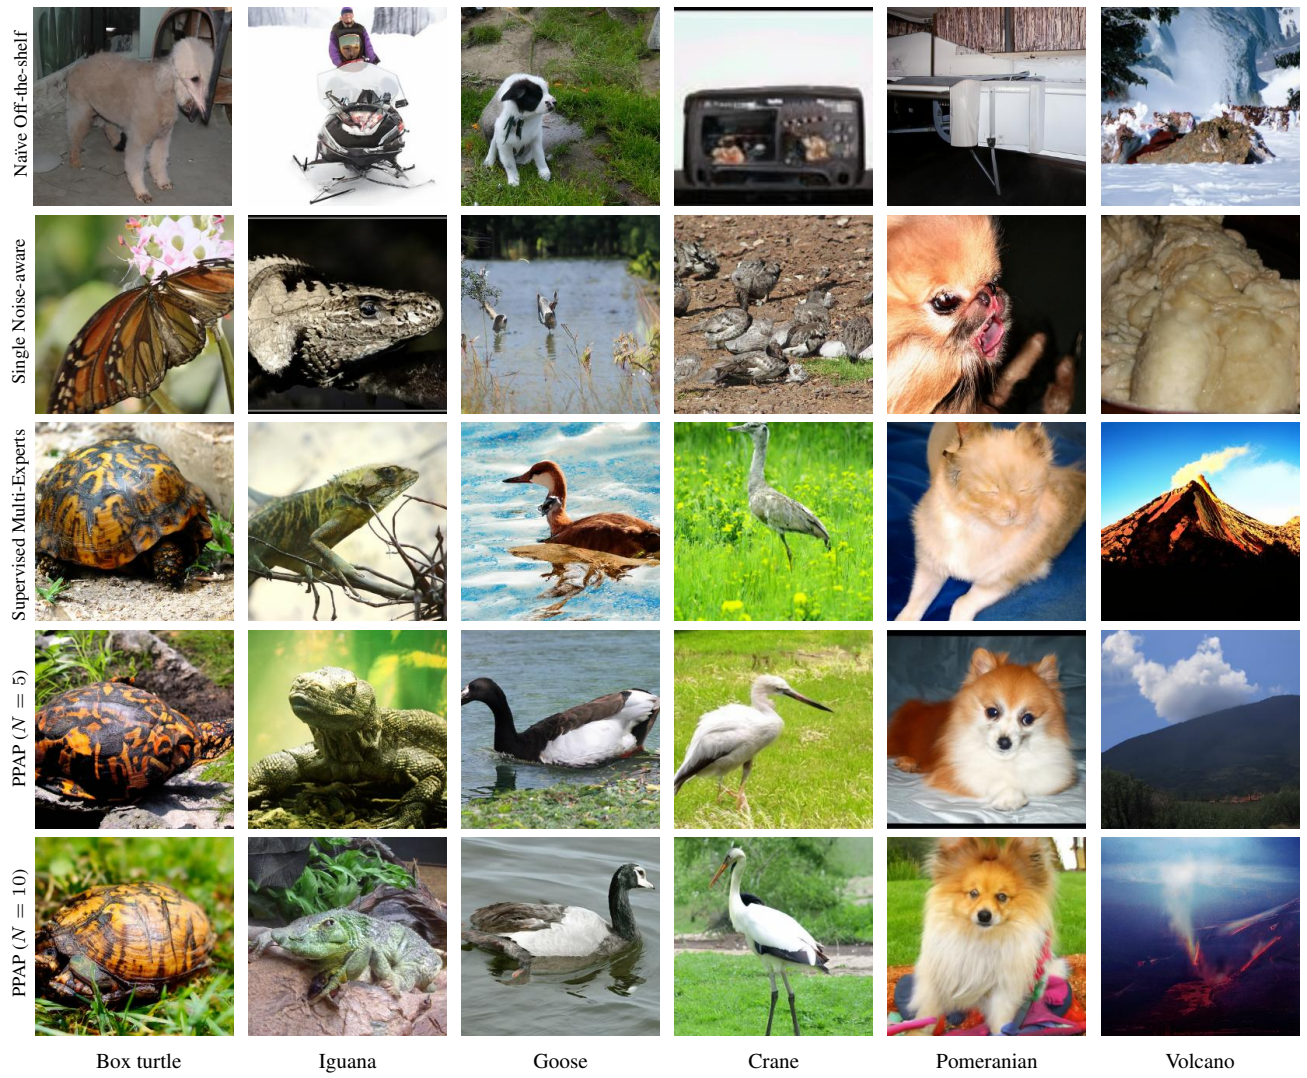 Naïve Off-the-shelf
Single Noise-aware
Supervised Multi-Experts
PPAP (N = 5)
PPAP (N = 10)
Box turtle
Iguana
Goose
Crane
Pomeranian
Volcano